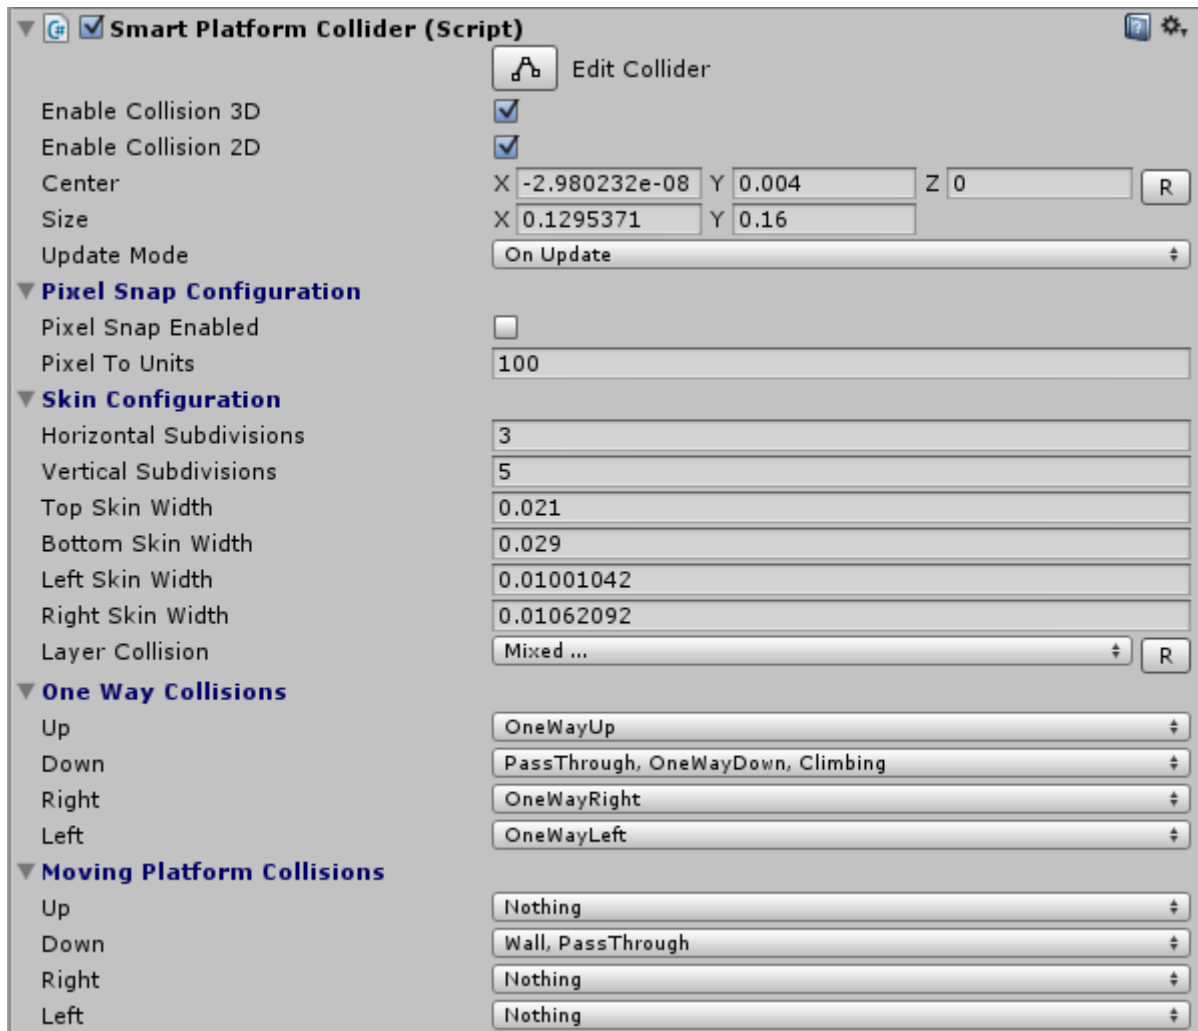 Smart Platform Collider (Script)
Edit Collider
Enable Collision 3D
Enable Collision 2D
Center X -2.980232e-08 Y 0.004 Z 0 R
Size X 0.1295371 Y 0.16
Update Mode On Update
Pixel Snap Configuration
Pixel Snap Enabled
Pixel To Units 100
Skin Configuration
Horizontal Subdivisions 3
Vertical Subdivisions 5
Top Skin Width 0.021
Bottom Skin Width 0.029
Left Skin Width 0.01001042
Right Skin Width 0.01062092
Layer Collision Mixed ... R
One Way Collisions
Up OneWayUp
Down PassThrough, OneWayDown, Climbing
Right OneWayRight
Left OneWayLeft
Moving Platform Collisions
Up Nothing
Down Wall, PassThrough
Right Nothing
Left Nothing